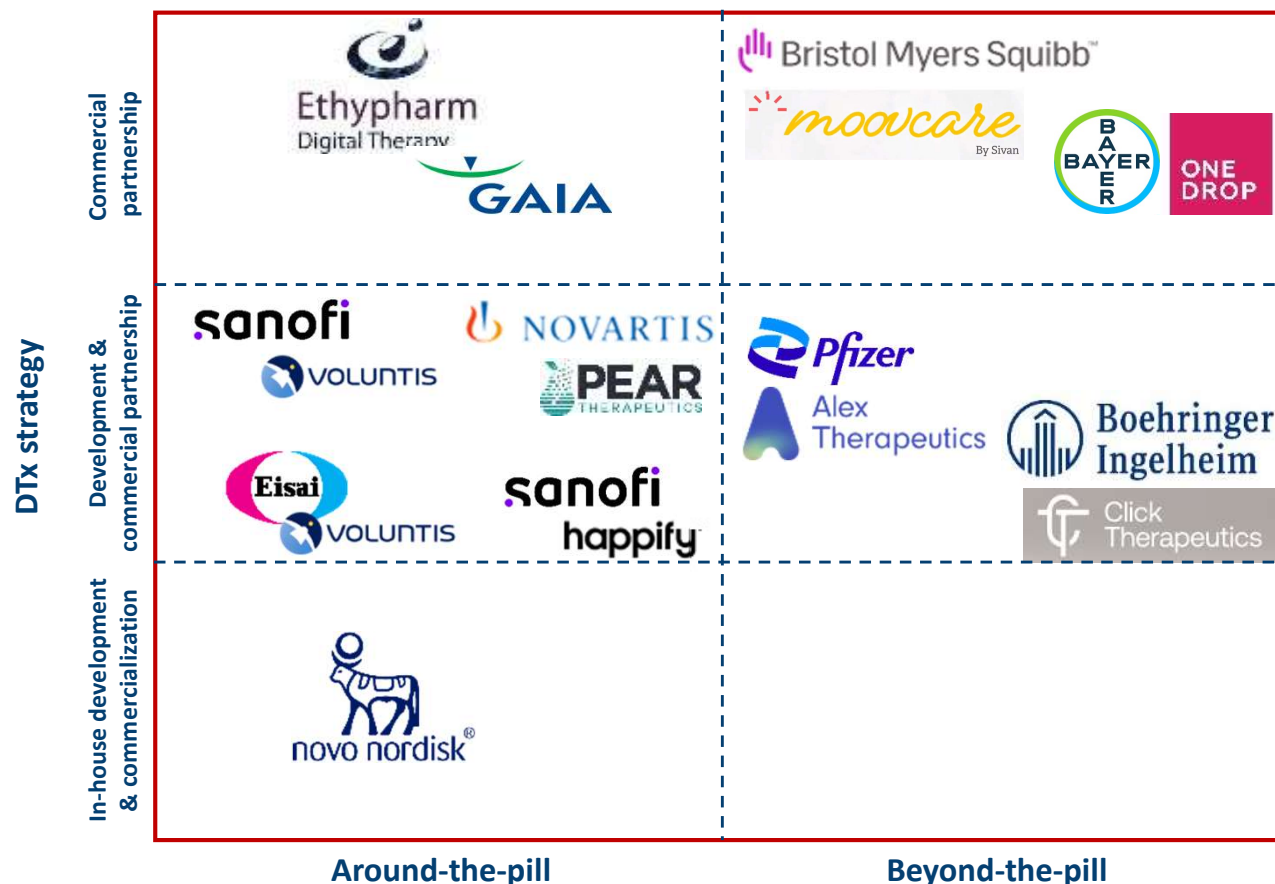 DTx strategy
Commercial
partnership
Ethypharm
Digital Therapy
GAIA
Bristol Myers Squibb™
moovcare
By Sivan
BAYER
BAYER
ONE
DROP
Development &
commercial partnership
sanofi
VOLUNTIS
NOVARTIS
PEAR
THERAPEUTICS
Eisai
VOLUNTIS
sanofi
happify
Pfizer
Alex
Therapeutics
Boehringer
Ingelheim
Click
Therapeutics
In-house development
& commercialization
novo nordisk®
Around-the-pill
Beyond-the-pill